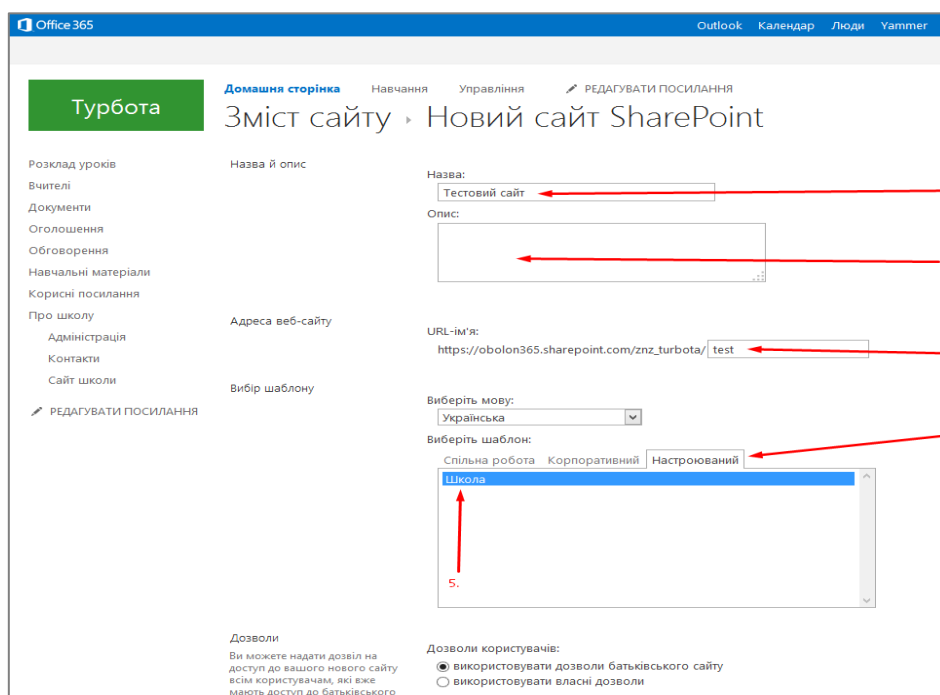 Office 365
Outlook Календар Люди Yammer
Турбота
Домашня сторінка Навчання Управління РЕДАГУВАТИ ПОСИЛАННЯ
Зміст сайту Новий сайт SharePoint
Розклад уроків
Вчителі
Документи
Оголошення
Обговорення
Навчальні матеріали
Корисні посилання
Про школу
Адміністрація
Контакти
Сайт школи
РЕДАГУВАТИ ПОСИЛАННЯ
Назва й опис
Назва:
Тестовий сайт
Опис:
Адреса веб-сайту
URL-ім'я:
https://obolon365.sharepoint.com/znz_turbota/ test
Вибір шаблону
Виберіть мову:
Українська
Виберіть шаблон:
Спільна робота Корпоративний Настроюваний
Школа
5.
Дозволи
Ви можете надати дозвіл на
доступ до вашого нового сайту
всім користувачам, які вже
мають доступ до батьківського
Дозволи користувачів:
використовувати дозволи батьківського сайту
використовувати власні дозволи